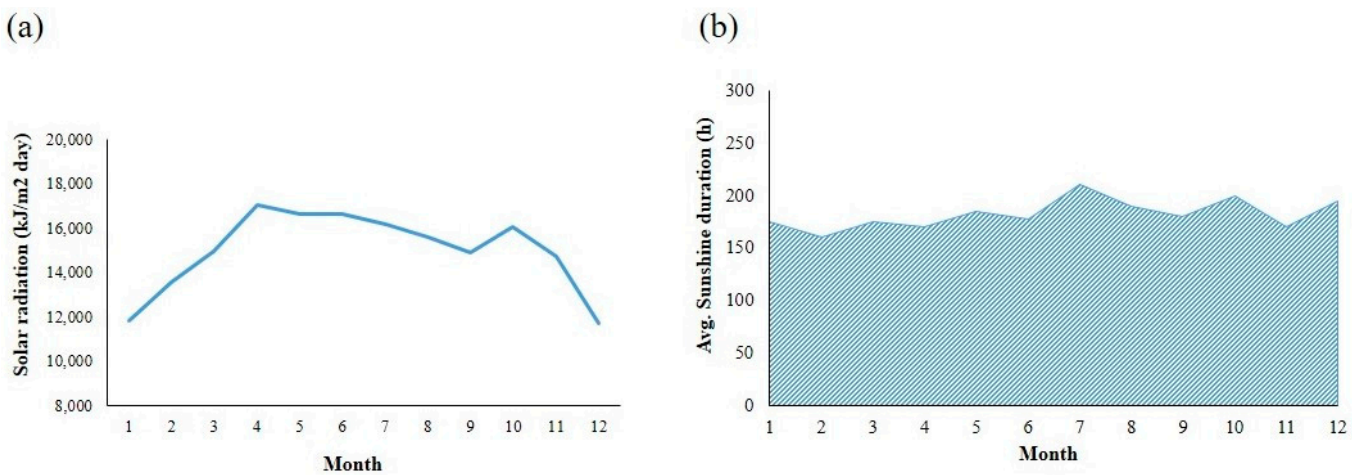 (a)
Solar radiation (kJ/m2 day)
20,000
18,000
16,000
14,000
12,000
10,000
8,000
1 2 3 4 5 6 7 8 9 10 11 12
Month
(b)
Avg. Sunshine duration (h)
300
250
200
150
100
50
0
1 2 3 4 5 6 7 8 9 10 11 12
Month